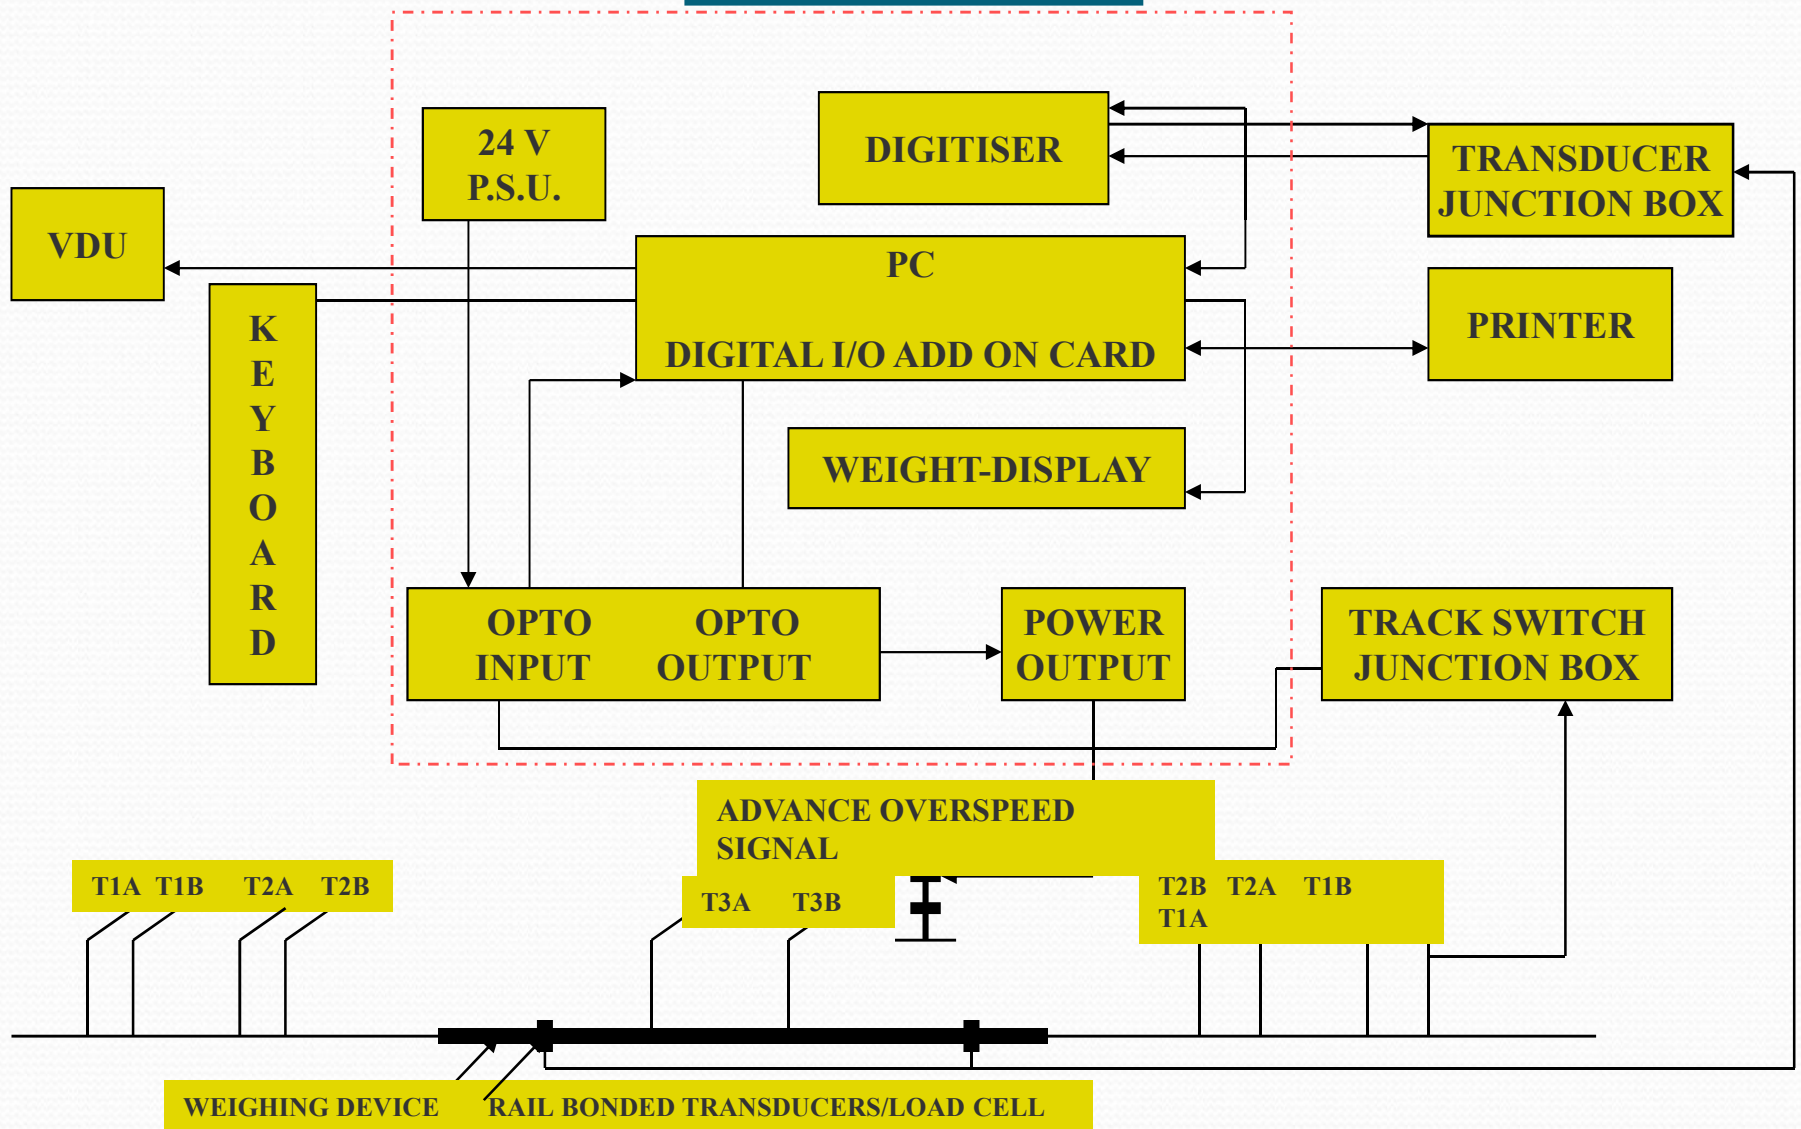 24 V
P.S.U.
DIGITISER
TRANSDUCER
JUNCTION BOX
VDU
PC
DIGITAL I/O ADD ON CARD
PRINTER
K
E
Y
B
O
A
R
D
WEIGHT-DISPLAY
OPTO OPTO
INPUT OUTPUT
POWER
OUTPUT
TRACK SWITCH
JUNCTION BOX
ADVANCE OVERSPEED
SIGNAL
T1A T1B T2A T2B
T3A T3B
T2B T2A T1B
T1A
WEIGHING DEVICE RAIL BONDED TRANSDUCERS/LOAD CELL